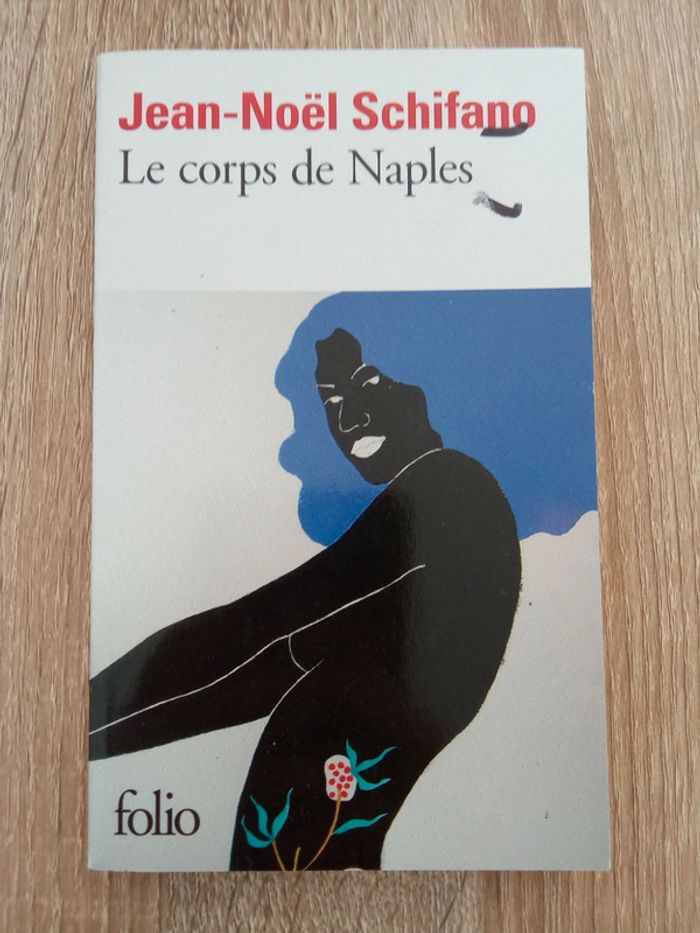 Jean-Noël Schifano
Le corps de Naples
folio